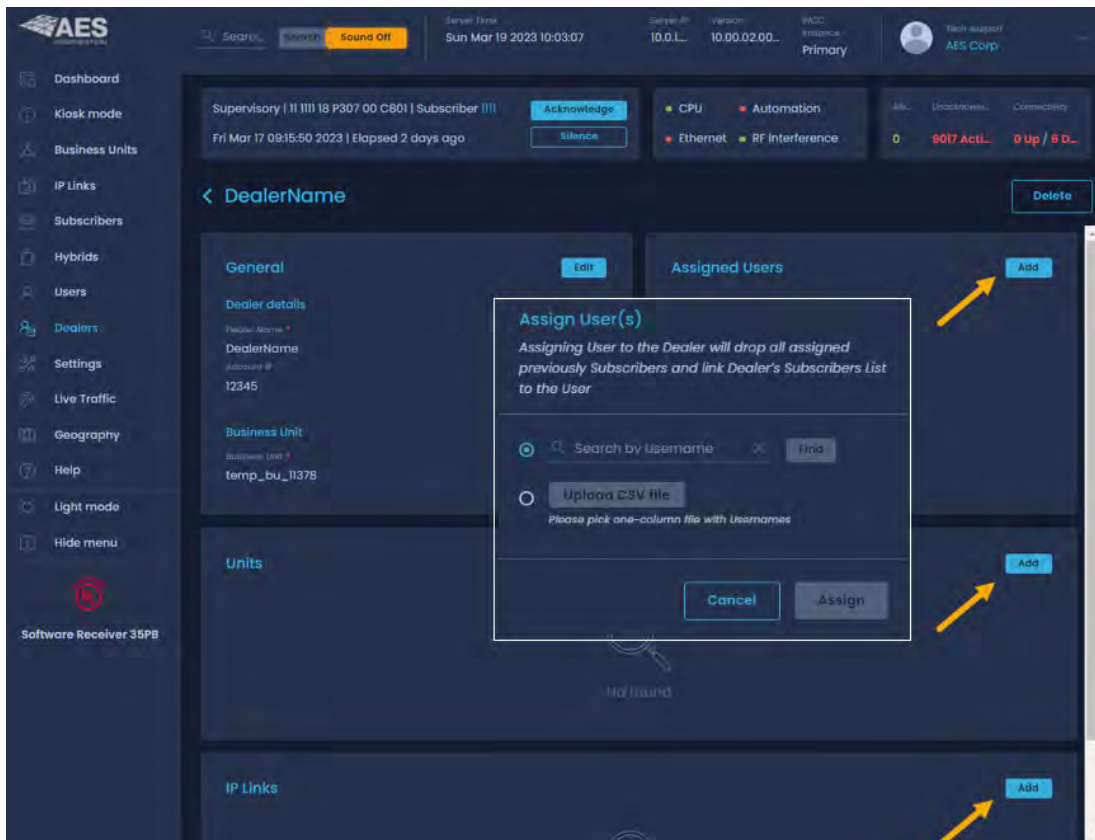 AES
Searc...
Search
Sound Off
Server Time
Sun Mar 19 2023 10:03:07
Server IP
10.0.1....
Version
10.00.02.00...
Instance
Primary
Tech support
AES Corp
Dashboard
Kiosk mode
Business Units
IP Links
Subscribers
Hybrids
Users
Dealers
Settings
Live Traffic
Geography
Help
Light mode
Hide menu
Software Receiver 35PB
Supervisory | 11 1111 18 P307 00 C801 | Subscriber 1111
Fri Mar 17 09:15:50 2023 | Elapsed 2 days ago
Acknowledge
Silence
CPU
Automation
Ethernet
RF Interference
0
9017 Acti...
Connectivity
0 Up / 6 D...
DealerName
Delete
General
Edit
Dealer details
Dealer Name *
DealerName
Account #
12345
Business Unit
Business Unit *
temp_bu_11378
Assigned Users
Add
Assign User(s)
Assigning User to the Dealer will drop all assigned
previously Subscribers and link Dealer's Subscribers List
to the User
Search by Username
Find
Upload CSV file
Please pick one-column file with Usernames
Cancel
Assign
Units
Add
No found
IP Links
Add